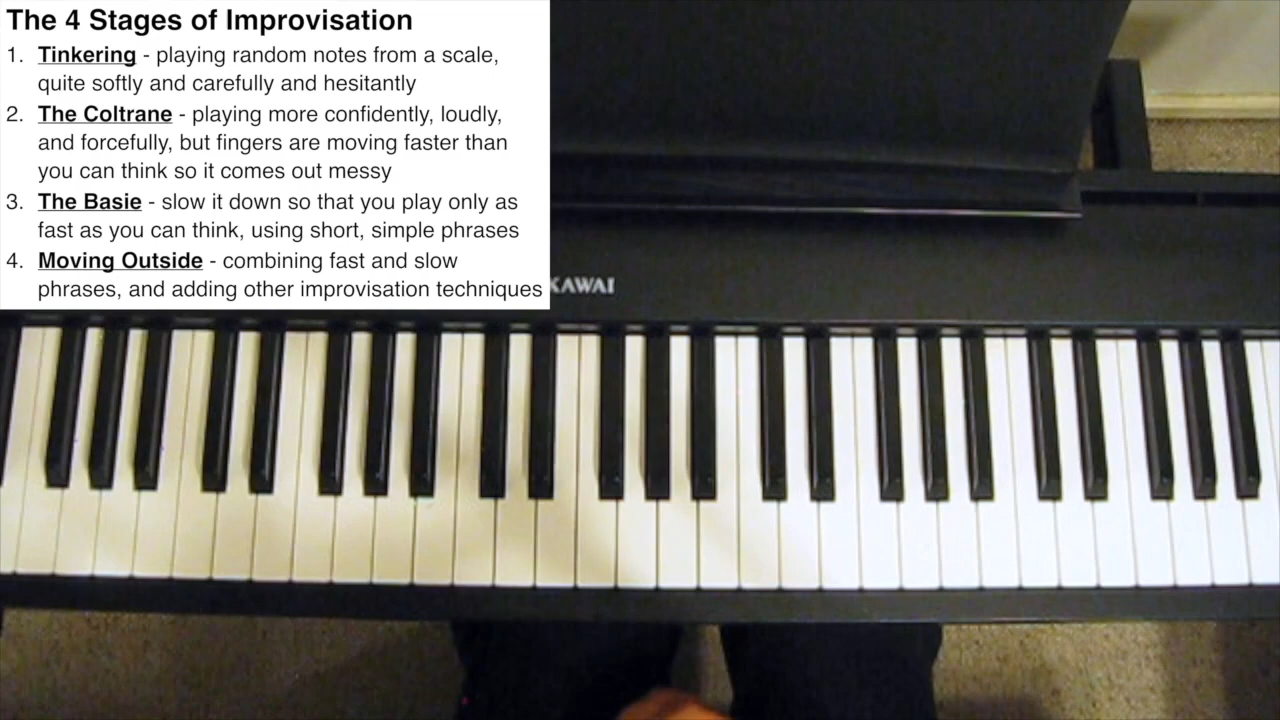 The 4 Stages of Improvisation
1. Tinkering - playing random notes from a scale,
quite softly and carefully and hesitantly
2. The Coltrane - playing more confidently, loudly,
and forcefully, but fingers are moving faster than
you can think so it comes out messy
3. The Basie - slow it down so that you play only as
fast as you can think, using short, simple phrases
4. Moving Outside - combining fast and slow
phrases, and adding other improvisation techniques
KAWAI